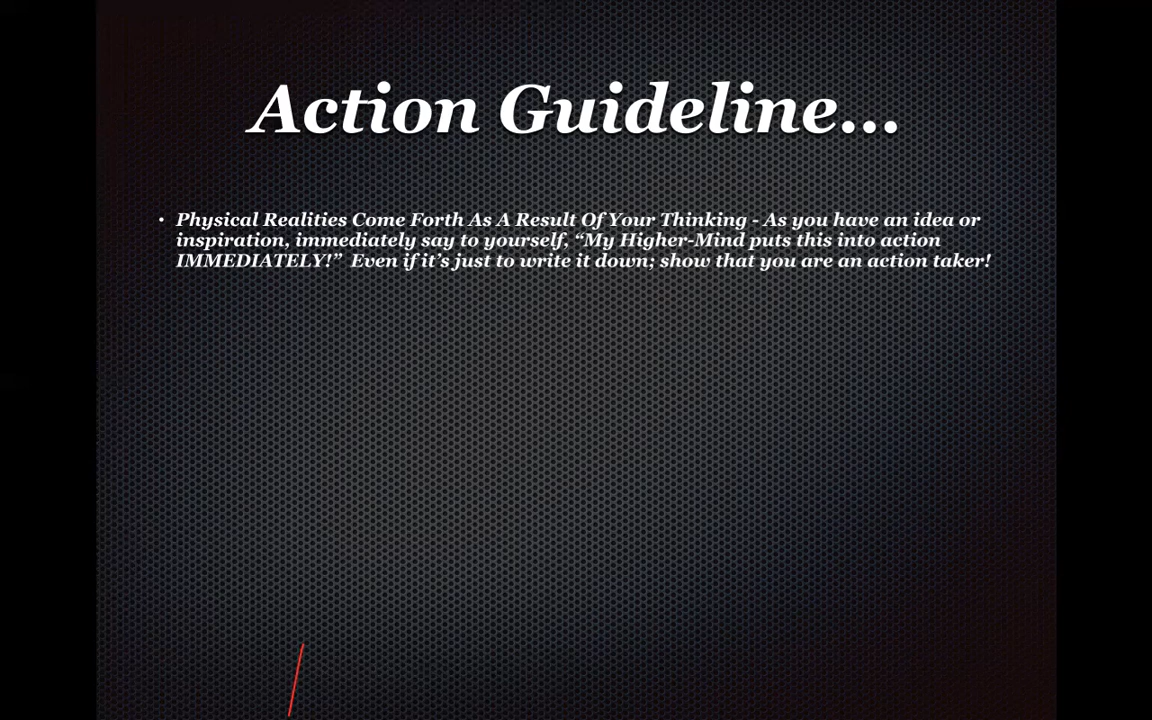 Action Guideline...
• Physical Realities Come Forth As A Result Of Your Thinking - As you have an idea or
inspiration, immediately say to yourself, “My Higher-Mind puts this into action
IMMEDIATELY!”  Even if it’s just to write it down; show that you are an action taker!